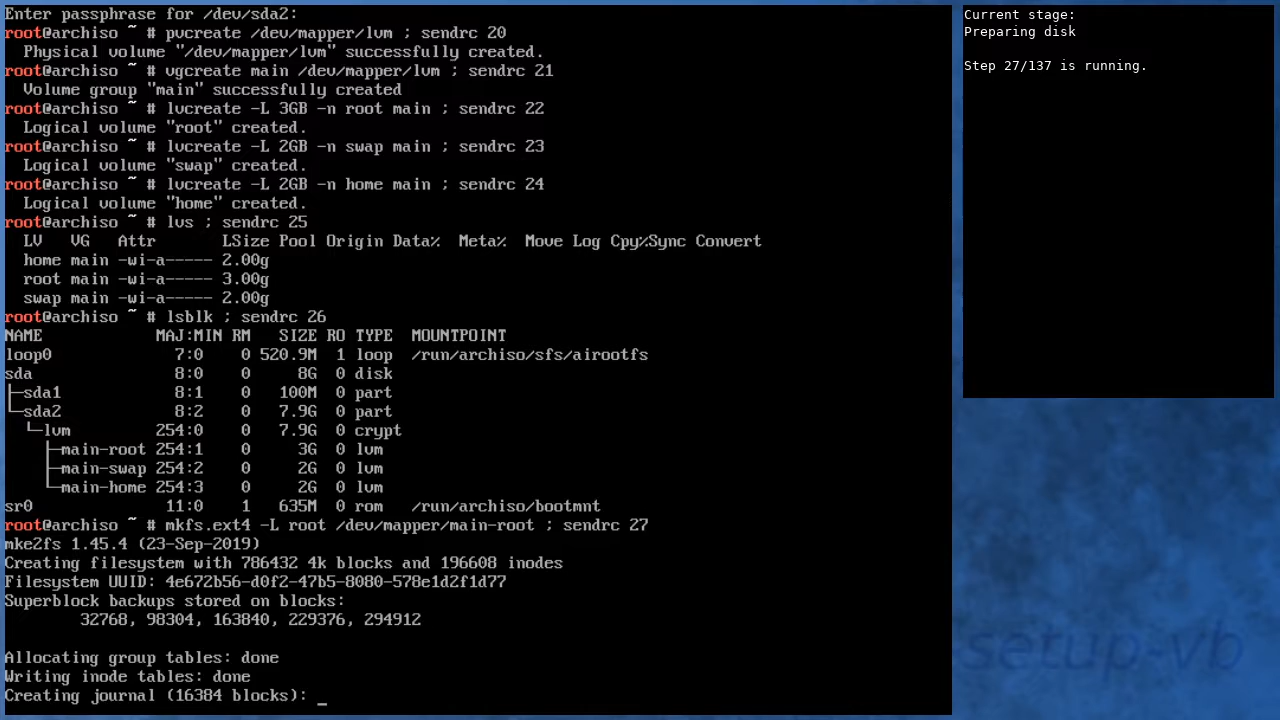 Enter passphrase for /dev/sda2:
root@archiso ~ # pvcreate /dev/mapper/lvm ; sendrc 20
  Physical volume "/dev/mapper/lvm" successfully created.
root@archiso ~ # vgcreate main /dev/mapper/lvm ; sendrc 21
  Volume group "main" successfully created
root@archiso ~ # lvcreate -L 3GB -n root main ; sendrc 22
  Logical volume "root" created.
root@archiso ~ # lvcreate -L 2GB -n swap main ; sendrc 23
  Logical volume "swap" created.
root@archiso ~ # lvcreate -L 2GB -n home main ; sendrc 24
  Logical volume "home" created.
root@archiso ~ # lvs ; sendrc 25
  LV   VG   Attr       LSize Pool Origin Data%  Meta%  Move Log Cpy%Sync Convert
  home main -wi-a----- 2.00g
  root main -wi-a----- 3.00g
  swap main -wi-a----- 2.00g
root@archiso ~ # lsblk ; sendrc 26
NAME            MAJ:MIN RM   SIZE RO TYPE  MOUNTPOINT
loop0             7:0    0 520.9M  1 loop  /run/archiso/sfs/airootfs
sda               8:0    0     8G  0 disk
├─sda1            8:1    0   100M  0 part
└─sda2            8:2    0   7.9G  0 part
  └─lvm         254:0    0   7.9G  0 crypt
    ├─main-root 254:1    0     3G  0 lvm
    ├─main-swap 254:2    0     2G  0 lvm
    └─main-home 254:3    0     2G  0 lvm
sr0              11:0    1   635M  0 rom   /run/archiso/bootmnt
root@archiso ~ # mkfs.ext4 -L root /dev/mapper/main-root ; sendrc 27
mke2fs 1.45.4 (23-Sep-2019)
Creating filesystem with 786432 4k blocks and 196608 inodes
Filesystem UUID: 4e672b56-d0f2-47b5-8080-578e1d2f1d77
Superblock backups stored on blocks:
        32768, 98304, 163840, 229376, 294912

Allocating group tables: done
Writing inode tables: done
Creating journal (16384 blocks): _
Current stage:
Preparing disk

Step 27/137 is running.
setup-vb